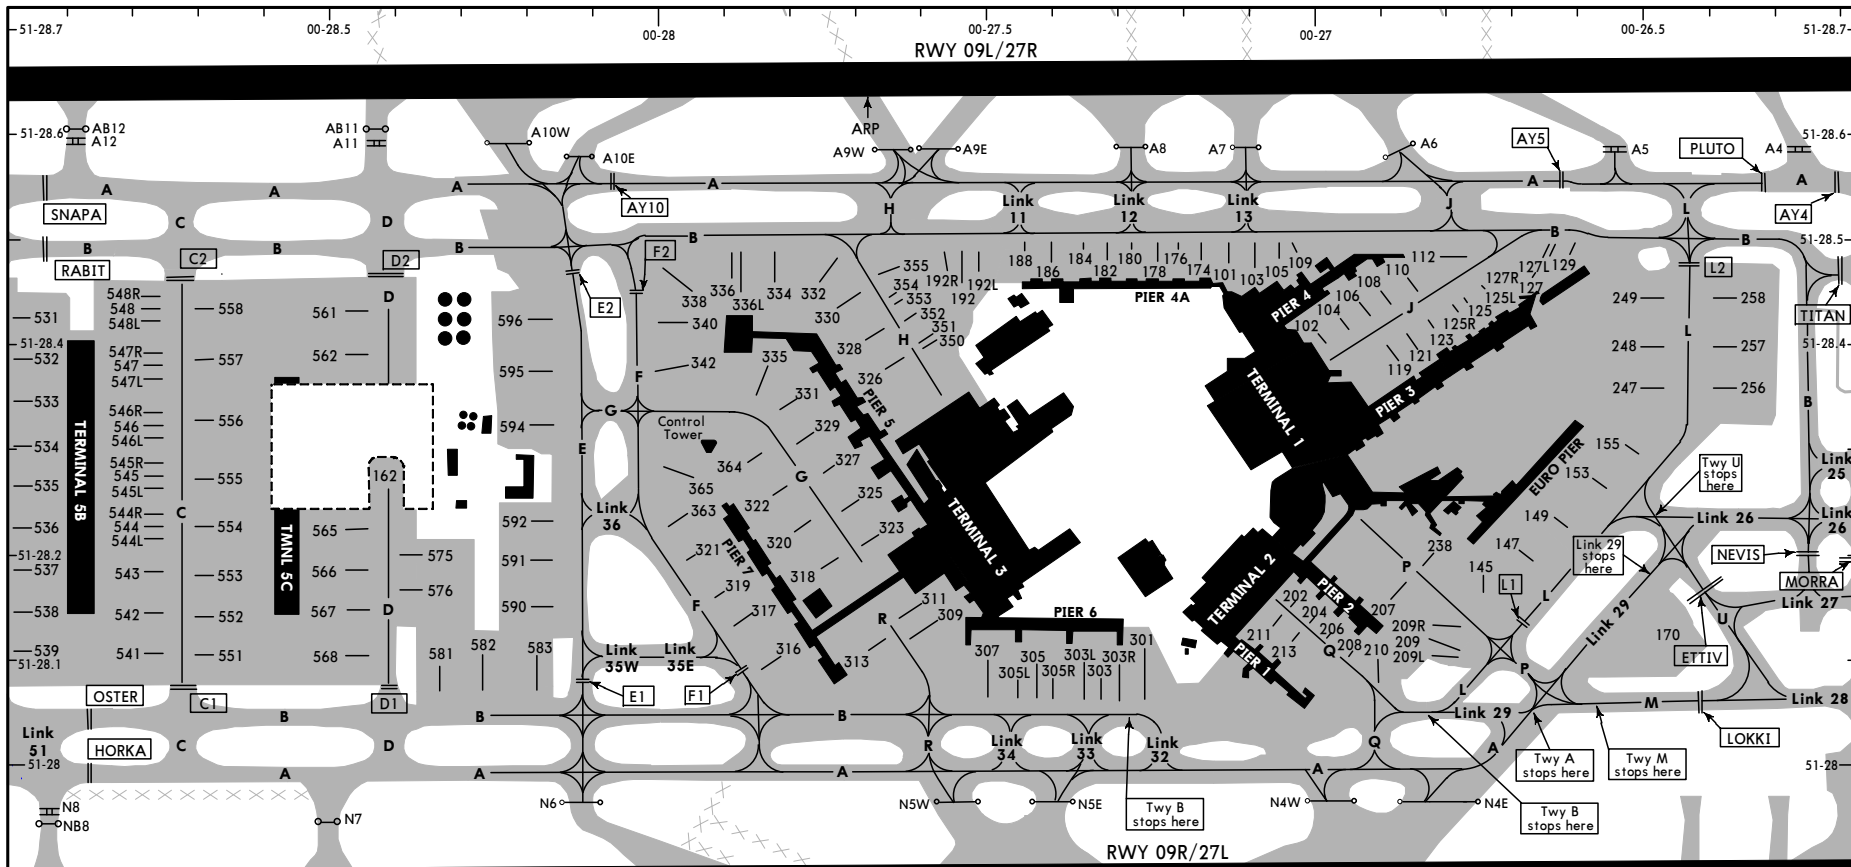 51-28.7
00-28.5
00-28
00-27.5
00-27
00-26.5
51-28.7
RWY 09L/27R
51-28.6
AB12
A12
AB11
A11
A10W
A10E
ARP
A9W
A9E
A8
A7
A6
AY5
A5
PLUTO
A4
51-28.6
A
A
A
A
A
A
SNAPA
AY10
AY4
C
D
H
Link
11
Link
12
Link
13
J
L
B
B
B
B
B
B
51-28.5
RABIT
C2
D2
F2
E2
L2
TITAN
548R
548
548L
558
561
D
596
531
51-28.4
532
547R
547
547L
557
562
595
533
546R
546
546L
556
594
534
545R
545
545L
555
162
535
544R
544
544L
C
554
565
592
536
51-28.2
537
543
553
566
575
591
576
538
542
552
567
D
590
539
51-28.1
541
551
568
581
582
583
TERMINAL 5B
TMNL 5C
336
336L
334
332
338
330
340
342
335
328
326
331
329
327
325
323
364
365
363
322
320
321
318
319
317
316
313
311
309
355
354
353
352
351
350
192R
192
192L
188
186
184
182
180
178
176
174
101
103
105
109
112
110
108
106
104
102
PIER 4A
PIER 4
J
127R
127L
129
127
125L
125
125R
123
121
119
PIER 3
249
248
247
258
257
256
L
B
51-28.4
H
F
G
G
E
Control
Tower
PIER 5
PIER 7
TERMINAL 3
TERMINAL 1
TERMINAL 2
EURO PIER
155
153
149
147
145
238
Twy U
stops
here
Link
25
Link 26
Link
26
Link 29
stops
here
NEVIS
MORRA
Link 27
L1
L
Link 29
U
170
ETTIV
P
PIER 2
PIER 1
202
204
206
207
208
209R
209
209L
210
211
213
Q
Link
36
F
R
PIER 6
307
305L
305
305R
303L
303
303R
301
Link
35W
Link
35E
E1
F1
OSTER
C1
D1
B
B
B
P
L
Link 29
M
Link 28
LOKKI
Link
51
51-28
HORKA
C
D
R
Link
34
Link
33
Link
32
Q
A
A
A
A
A
Twy A
stops here
Twy M
stops here
51-28
N8
NB8
N7
N6
N5W
N5E
Twy B
stops here
N4W
N4E
Twy B
stops here
RWY 09R/27L